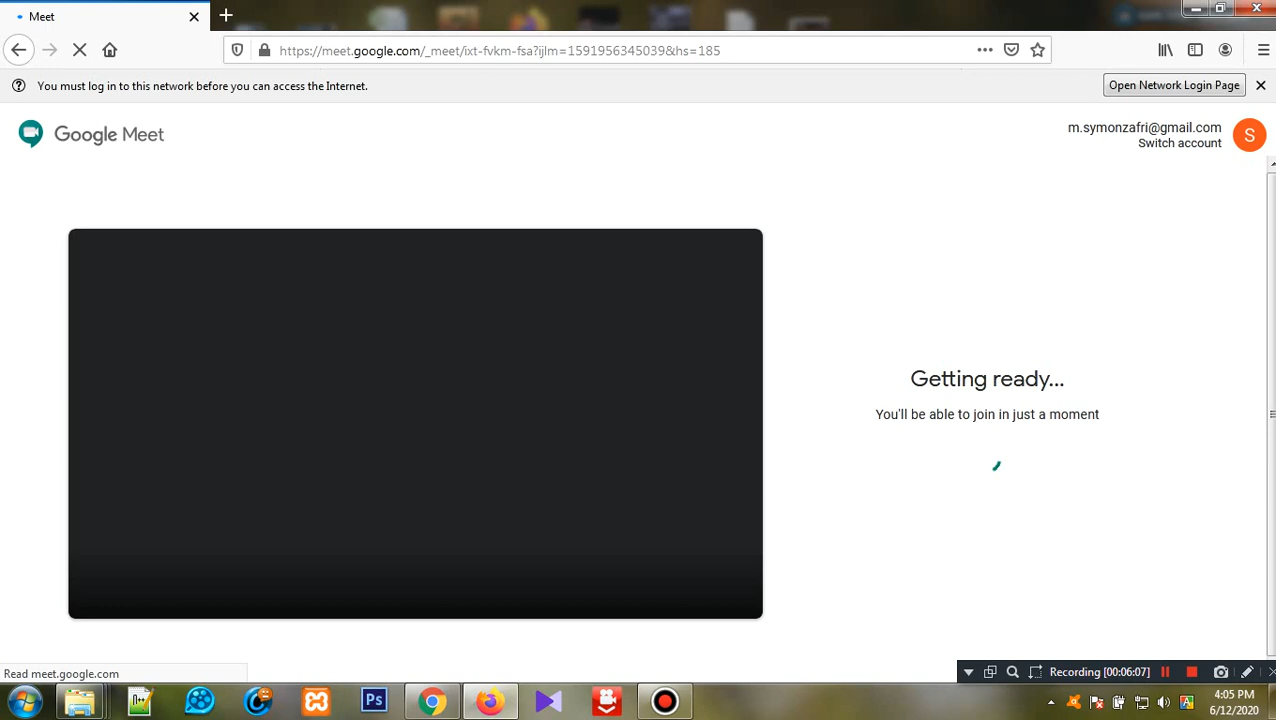 Meet
https://meet.google.com/_meet/ixt-fvkm-fsa?ijlm=1591956345039&hs=185
You must log in to this network before you can access the Internet.
Open Network Login Page
Google Meet
m.symonzafri@gmail.com
Switch account
S
Getting ready...
You'll be able to join in just a moment
Read meet.google.com
Recording [00:06:07]
Ps
4:05 PM
6/12/2020